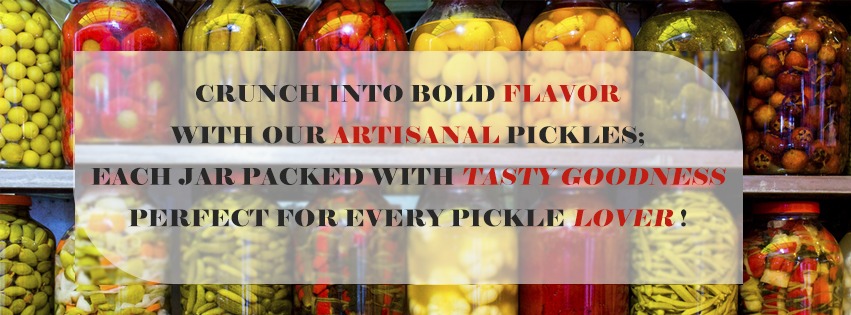 CRUNCH INTO BOLD FLAVOR
WITH OUR ARTISANAL PICKLES;
EACH JAR PACKED WITH TASTY GOODNESS
PERFECT FOR EVERY PICKLE LOVER!